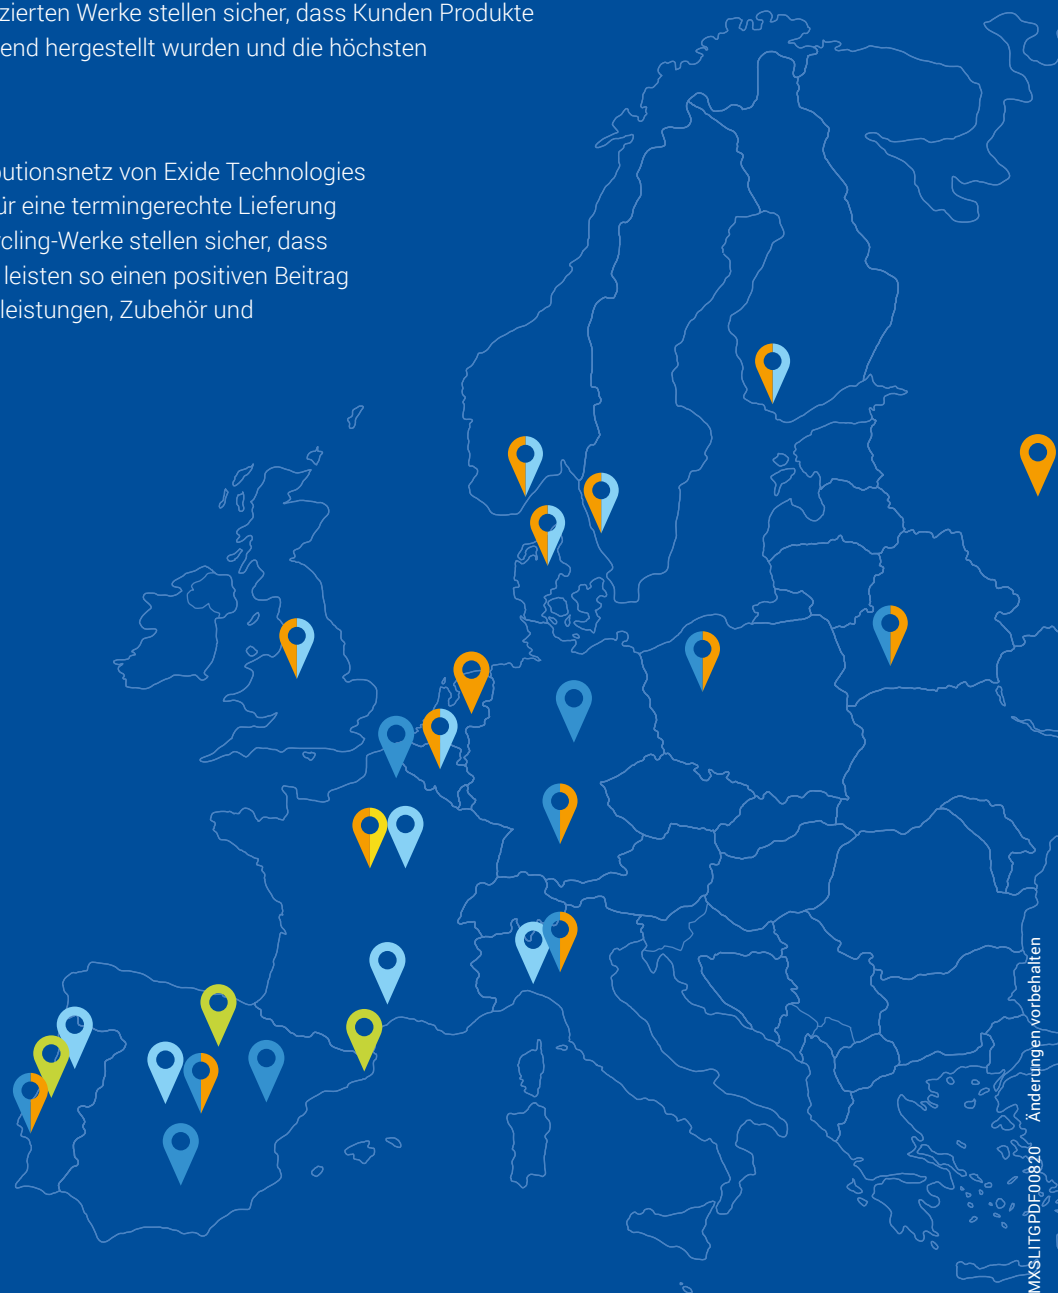 zierten Werke stellen sicher, dass Kunden Produkte
end hergestellt wurden und die höchsten
utionsnetz von Exide Technologies
ür eine termingerechte Lieferung
cling-Werke stellen sicher, dass
leisten so einen positiven Beitrag
leistungen, Zubehör und
MXSLITGPDF00820 Änderungen vorbehalten